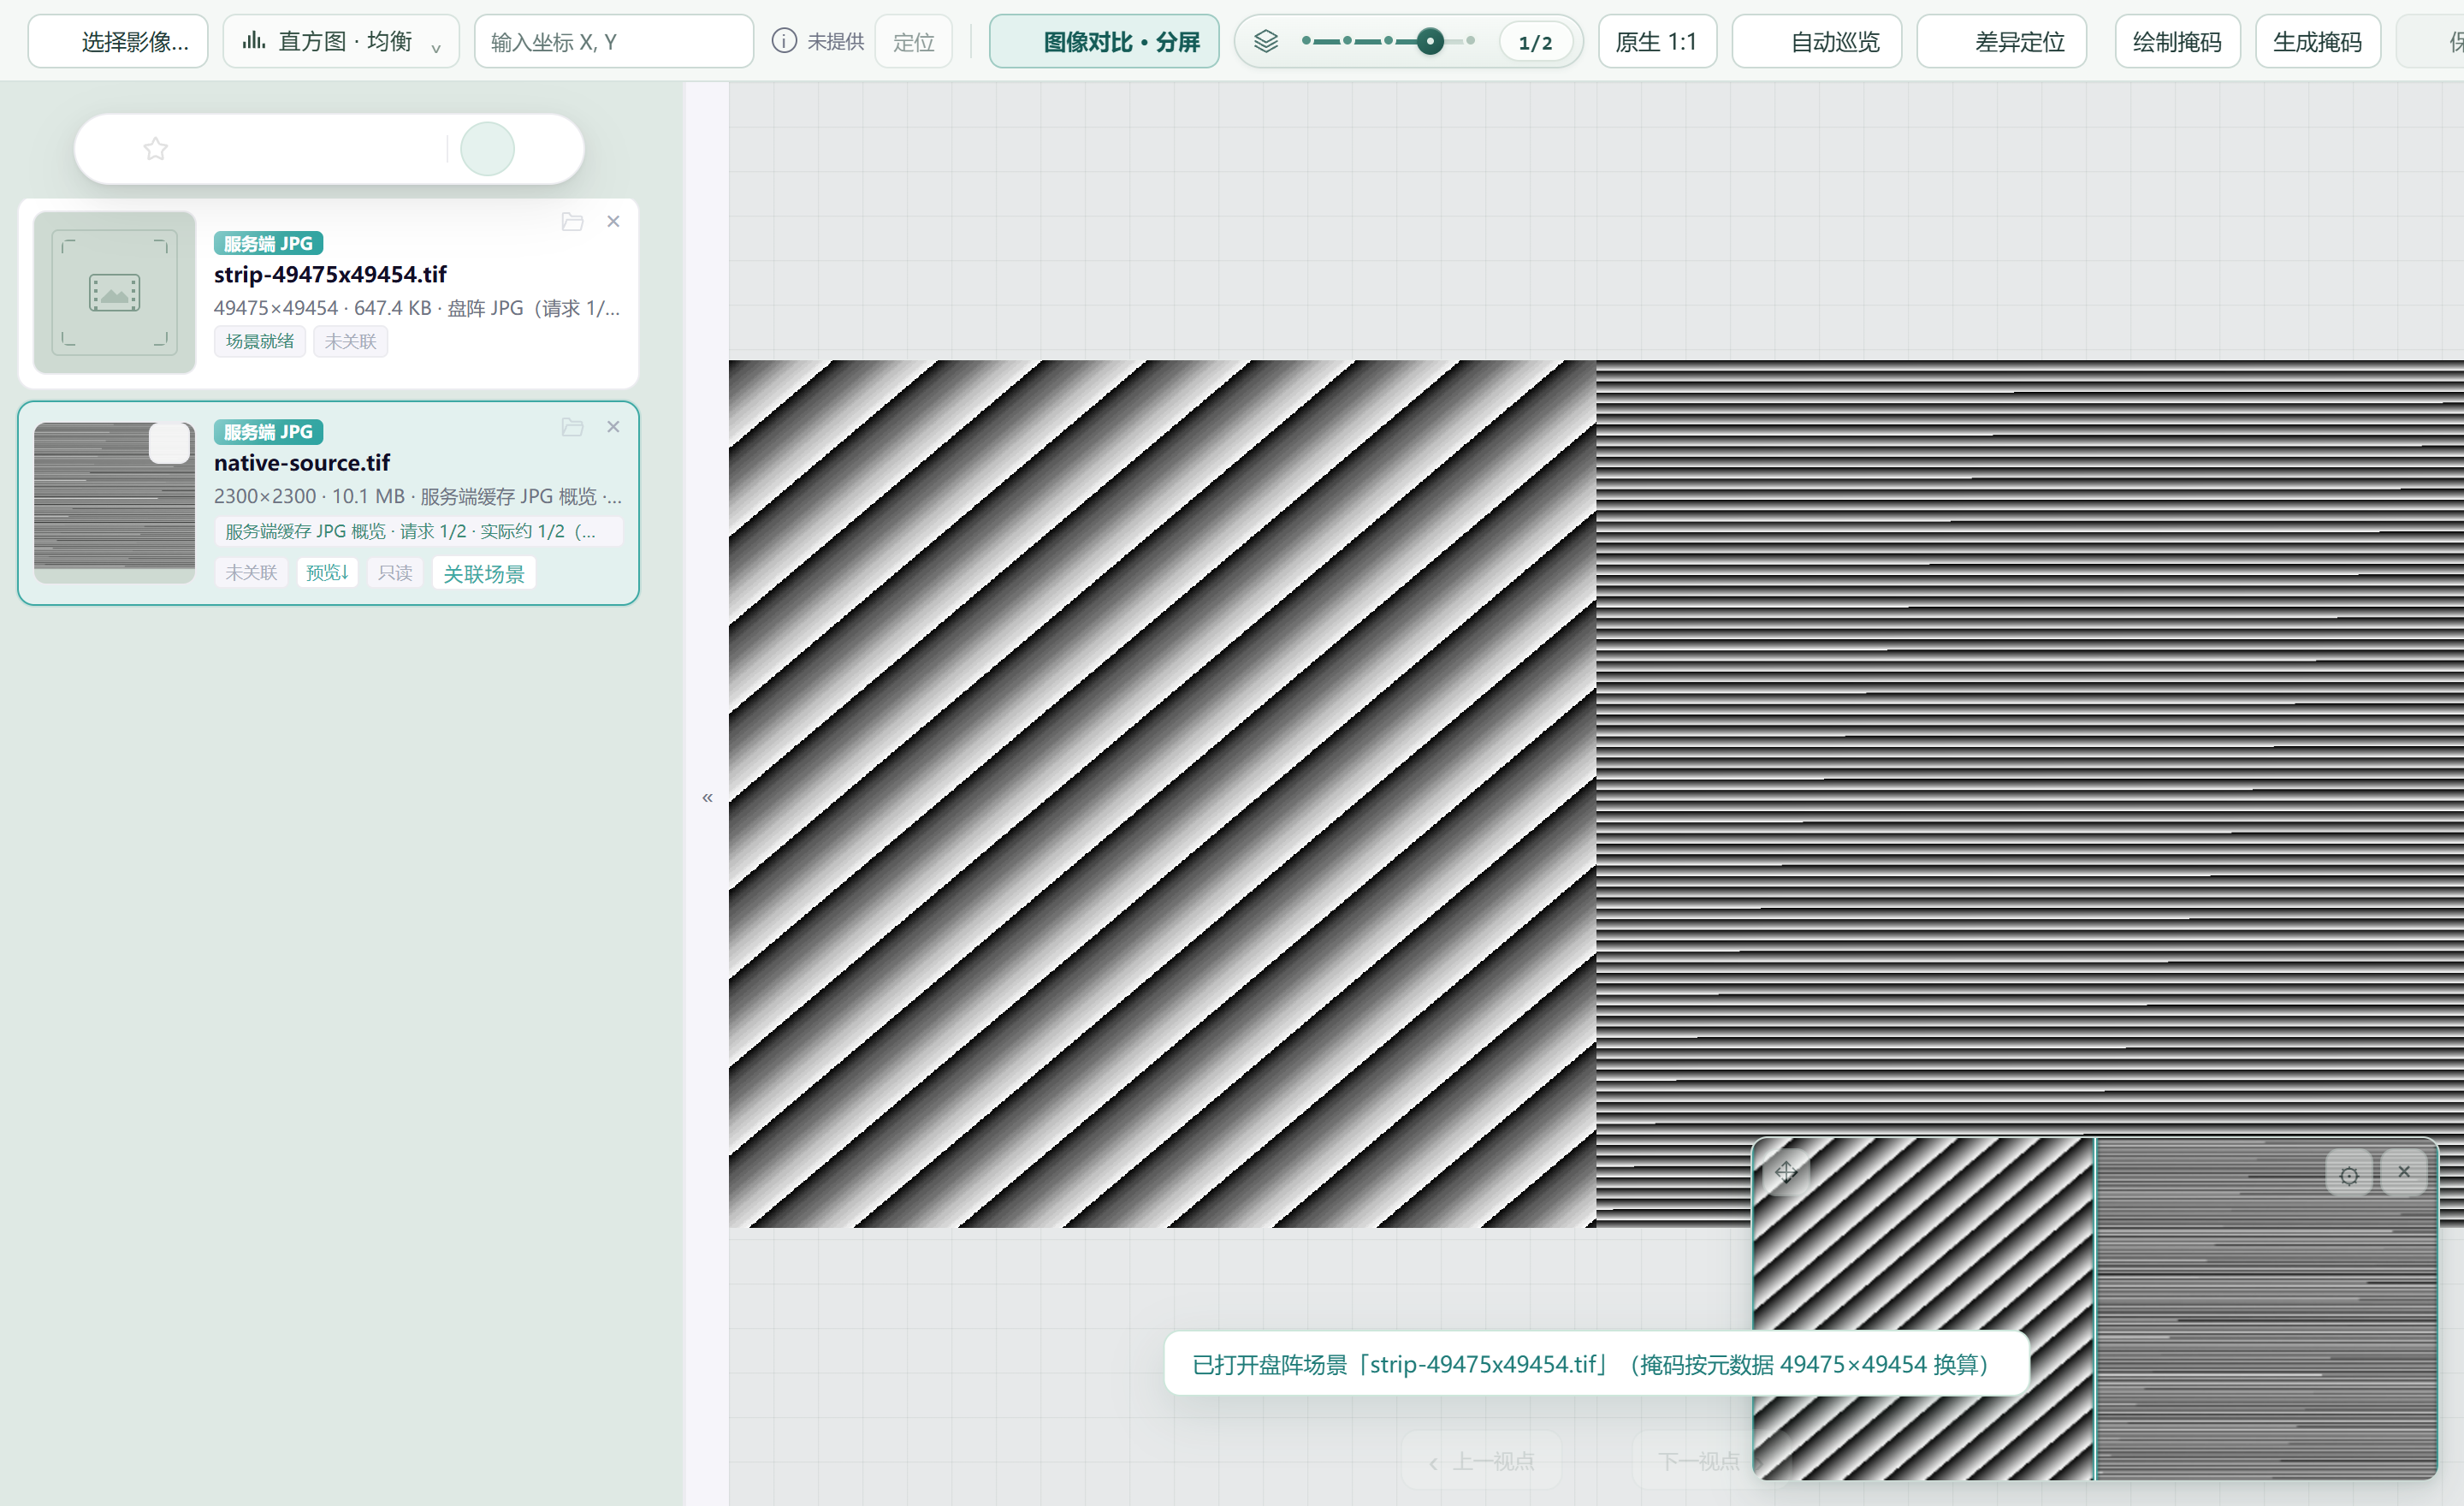 选择影像...
直方图 · 均衡
输入坐标 X, Y
未提供
定位
图像对比 • 分屏
1/2
原生 1:1
自动巡览
差异定位
绘制掩码
生成掩码
服务端 JPG
strip-49475x49454.tif
49475×49454 · 647.4 KB · 盘阵 JPG（请求 1/...
场景就绪
未关联
服务端 JPG
native-source.tif
2300×2300 · 10.1 MB · 服务端缓存 JPG 概览 ·...
服务端缓存 JPG 概览 · 请求 1/2 · 实际约 1/2（...
未关联
预览↓
只读
关联场景
«
已打开盘阵场景「strip-49475x49454.tif」（掩码按元数据 49475×49454 换算）
‹ 上一视点
下一视点